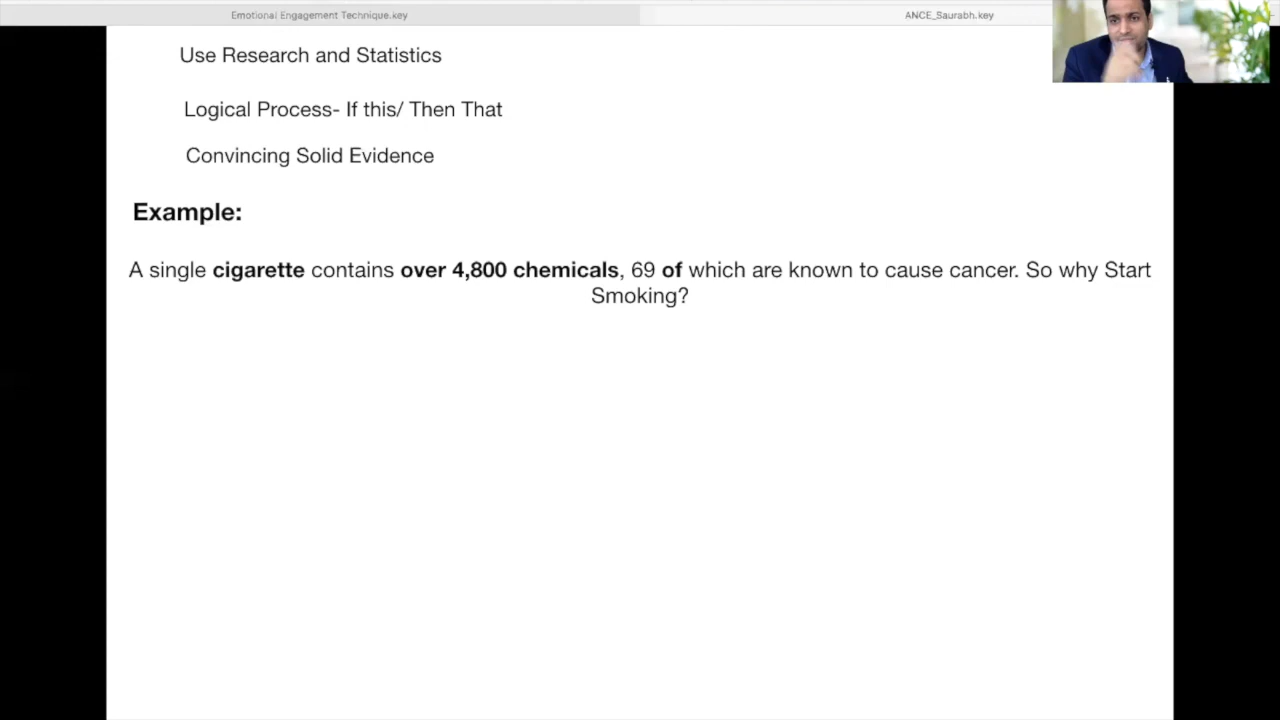 Emotional Engagement Technique.key
ANCE_Saurabh.key
Use Research and Statistics
Logical Process- If this/ Then That
Convincing Solid Evidence
Example:
A single cigarette contains over 4,800 chemicals, 69 of which are known to cause cancer. So why Start
Smoking?